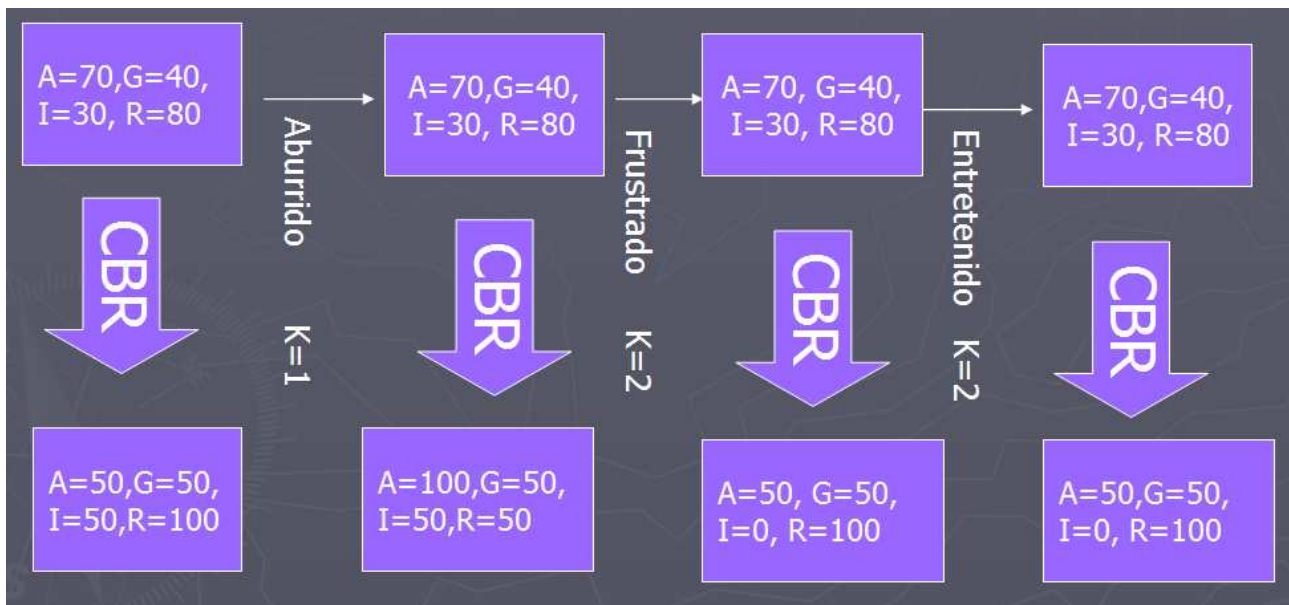 A=70,G=40,
I=30, R=80
Aburrido K=1
A=70,G=40,
I=30, R=80
Frustrado K=2
A=70, G=40,
I=30, R=80
Entretenido K=2
A=70,G=40,
I=30, R=80
CBR
CBR
CBR
CBR
A=50,G=50,
I=50,R=100
A=100,G=50,
I=50,R=50
A=50, G=50,
I=0, R=100
A=50,G=50,
I=0, R=100